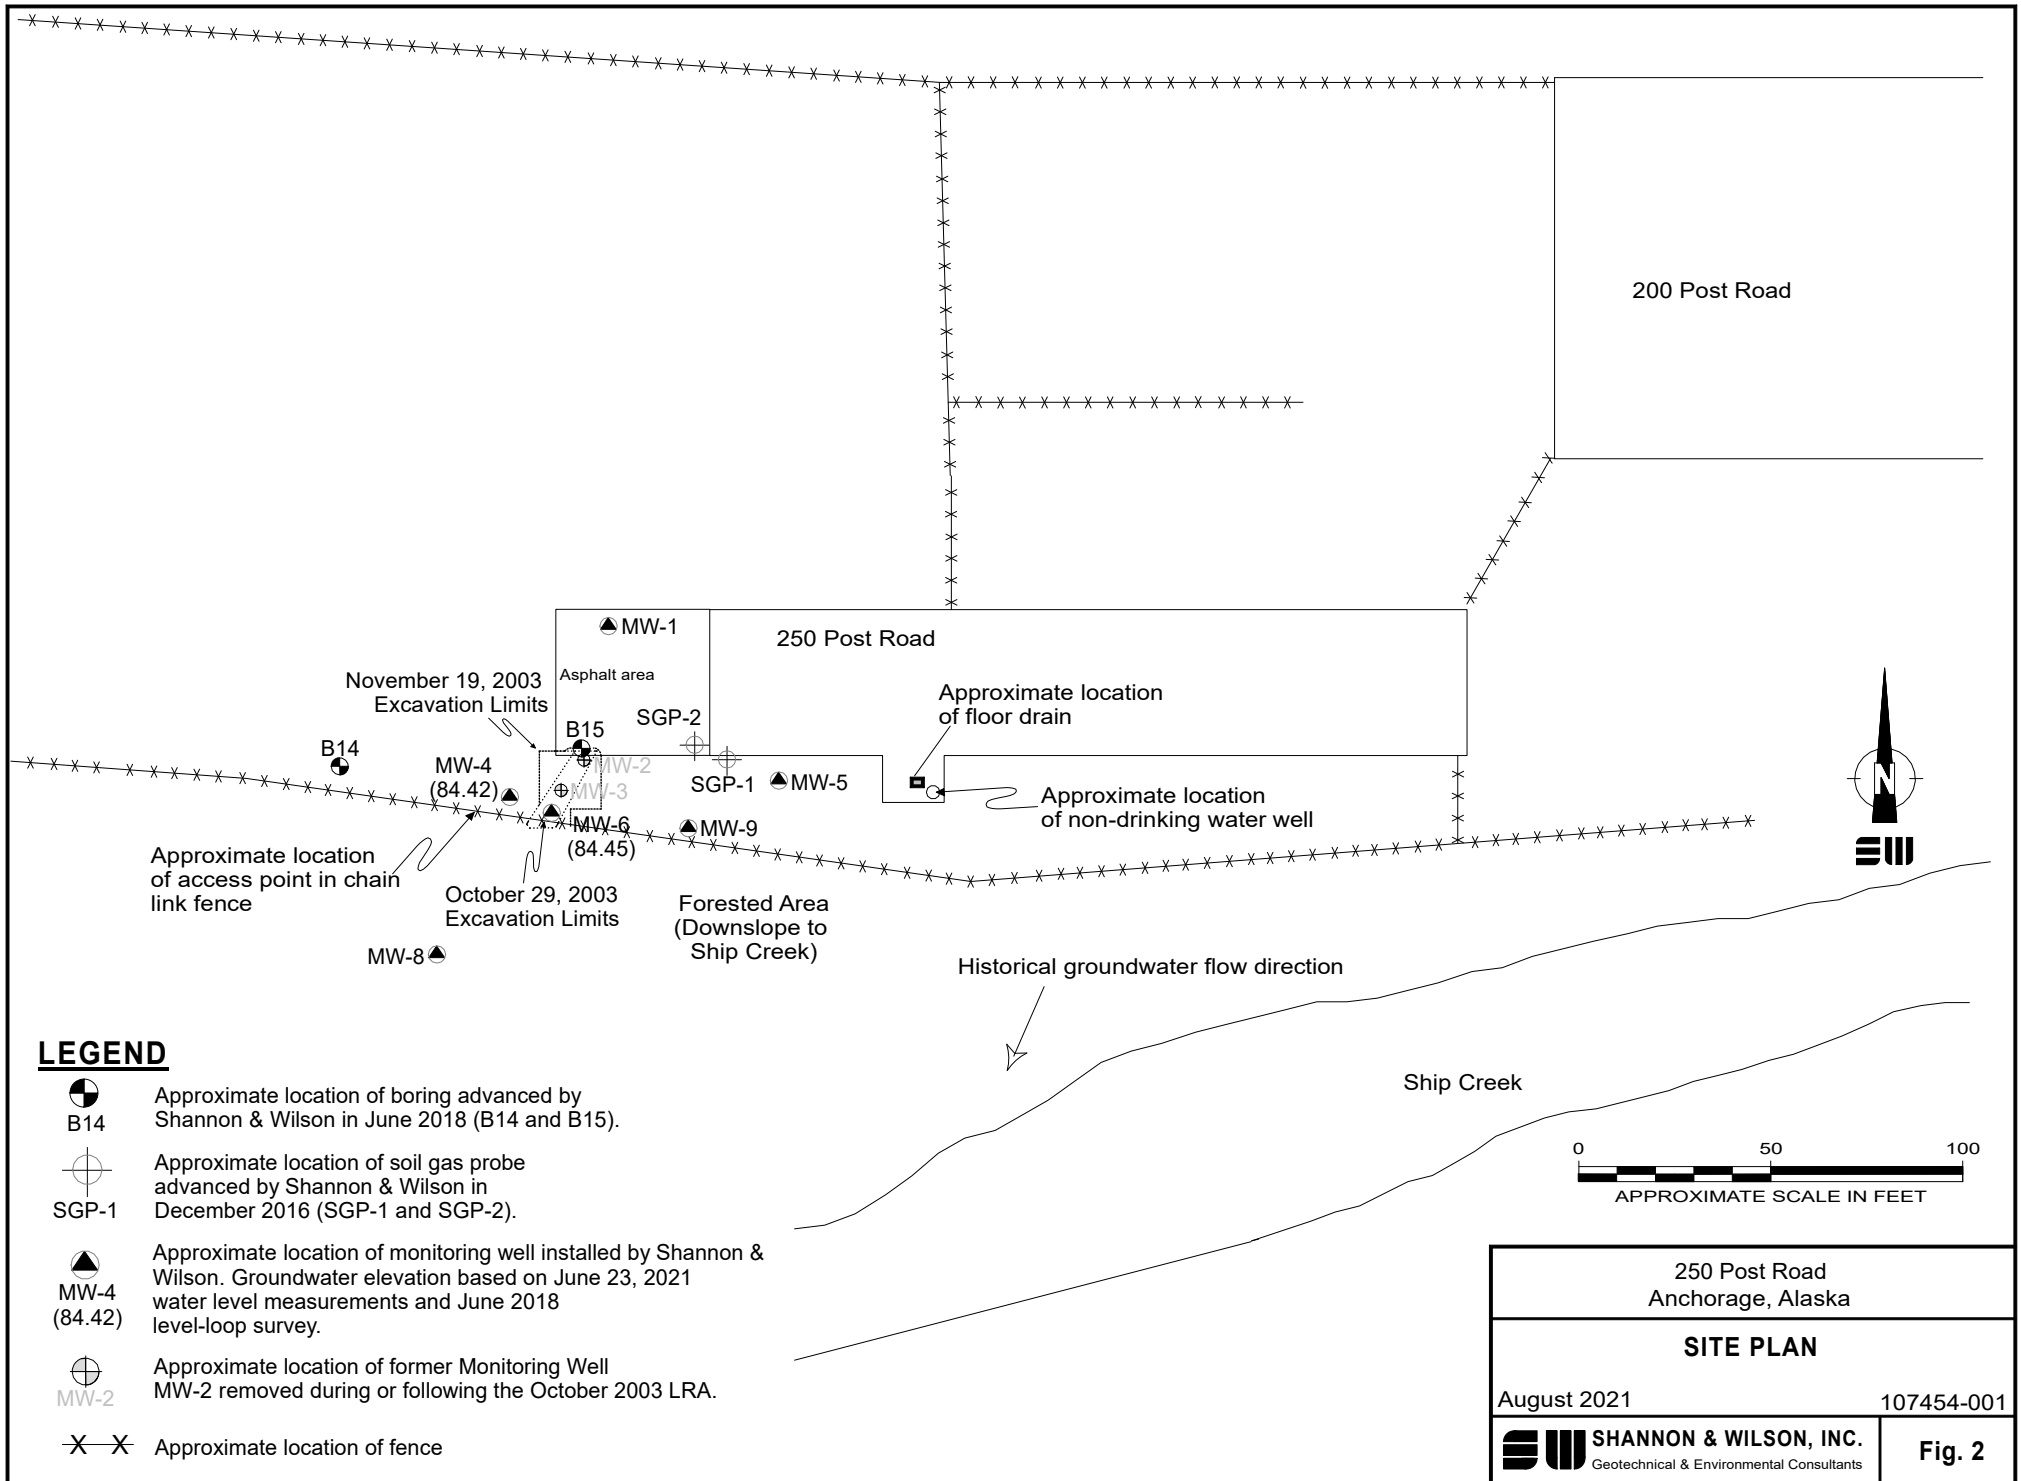 200 Post Road
MW-1
250 Post Road
Asphalt area
November 19, 2003
Excavation Limits
SGP-2
B15
Approximate location
of floor drain
B14
MW-4
(84.42)
MW-2
MW-3
SGP-1
MW-5
MW-6
(84.45)
MW-9
Approximate location
of non-drinking water well
N
Approximate location
of access point in chain
link fence
October 29, 2003
Excavation Limits
Forested Area
(Downslope to
Ship Creek)
MW-8
Historical groundwater flow direction
Ship Creek
LEGEND
B14
Approximate location of boring advanced by
Shannon & Wilson in June 2018 (B14 and B15).
SGP-1
Approximate location of soil gas probe
advanced by Shannon & Wilson in
December 2016 (SGP-1 and SGP-2).
MW-4
(84.42)
Approximate location of monitoring well installed by Shannon &
Wilson. Groundwater elevation based on June 23, 2021
water level measurements and June 2018
level-loop survey.
MW-2
Approximate location of former Monitoring Well
MW-2 removed during or following the October 2003 LRA.
X X Approximate location of fence
0 50 100
APPROXIMATE SCALE IN FEET
250 Post Road
Anchorage, Alaska
SITE PLAN
August 2021 107454-001
SHANNON & WILSON, INC.
Geotechnical & Environmental Consultants
Fig. 2